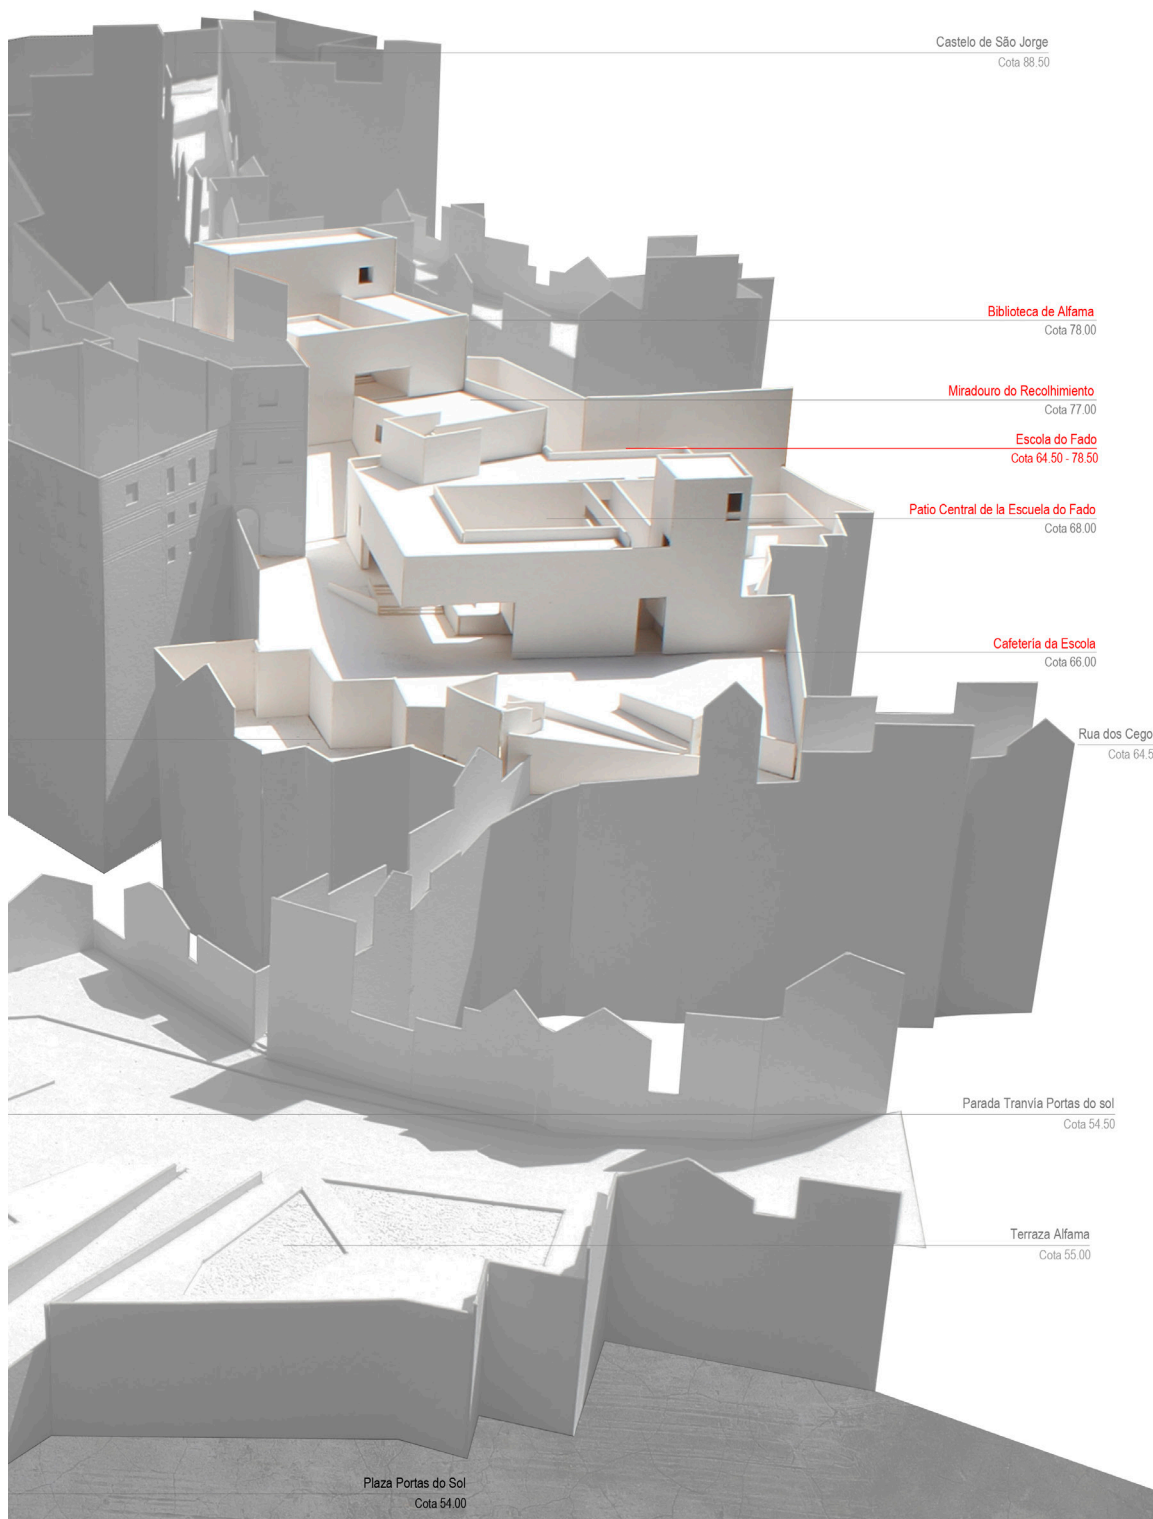 Castelo de São Jorge
Cota 88.50
Biblioteca de Alfama
Cota 78.00
Miradouro do Recolhimiento
Cota 77.00
Escola do Fado
Cota 64.50 - 78.50
Patio Central de la Escuela do Fado
Cota 68.00
Cafeteria da Escola
Cota 66.00
Rua dos Cego
Cota 64.5
Parada Tranvia Portas do sol
Cota 54.50
Terraza Alfama
Cota 55.00
Plaza Portas do Sol
Cota 54.00